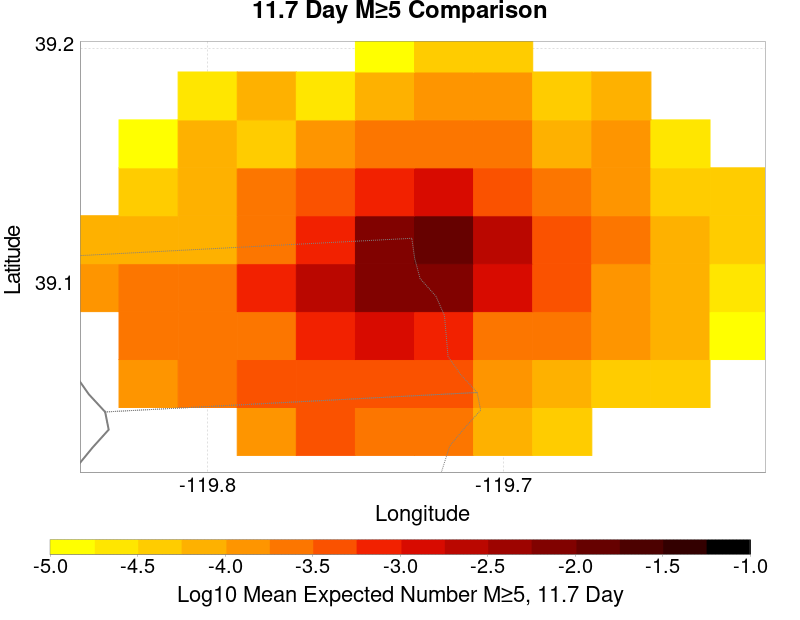 11.7 Day M≥5 Comparison
39.2
39.1
Latitude
-119.8 -119.7
Longitude
-5.0 -4.5 -4.0 -3.5 -3.0 -2.5 -2.0 -1.5 -1.0
Log10 Mean Expected Number M≥5, 11.7 Day